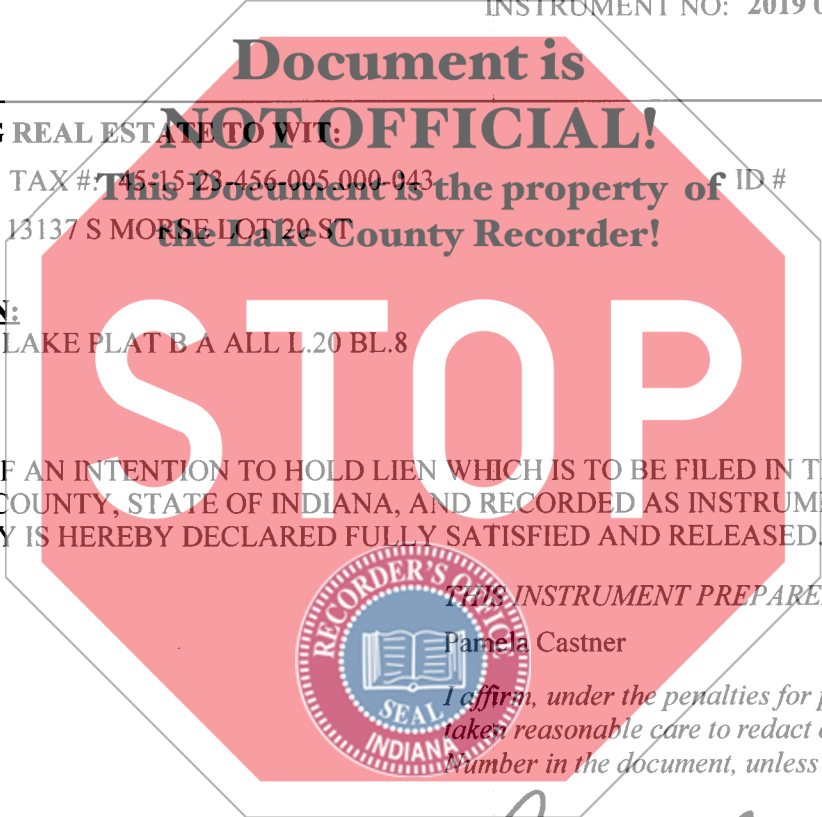 INSTRUMENT NO: 2019 0
Document is
NOT OFFICIAL!
This Document is the property of
the Lake County Recorder!
G REAL ESTATE TO WIT:
TAX #: 45-15-23-456-005.000-043 ID #
13137 S MORSE LOT 20 ST
N:
LAKE PLAT B A ALL L.20 BL.8
STOP
F AN INTENTION TO HOLD LIEN WHICH IS TO BE FILED IN T
COUNTY, STATE OF INDIANA, AND RECORDED AS INSTRUM
Y IS HEREBY DECLARED FULLY SATISFIED AND RELEASED.
RECORDER'S OFFICE
SEAL
INDIANA
THIS INSTRUMENT PREPARE
Pamela Castner
I affirm, under the penalties for p
taken reasonable care to redact
Number in the document, unless